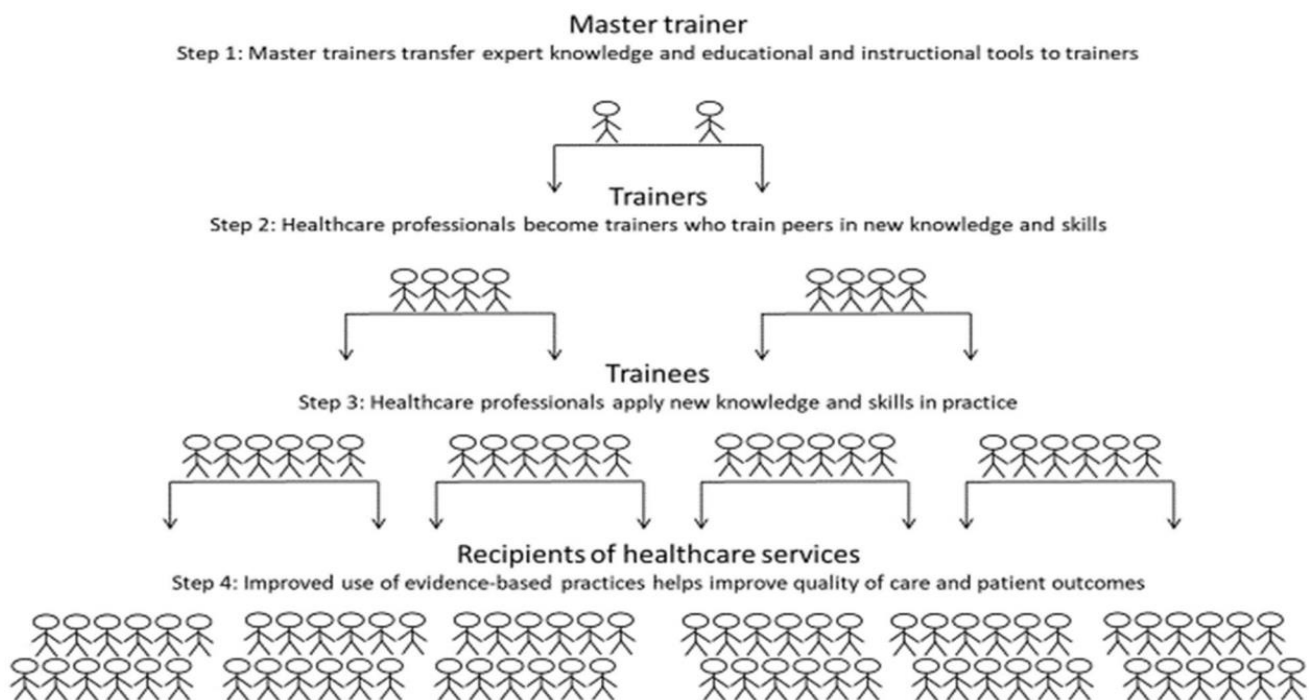 Master trainer
Step 1: Master trainers transfer expert knowledge and educational and instructional tools to trainers
Trainers
Step 2: Healthcare professionals become trainers who train peers in new knowledge and skills
Trainees
Step 3: Healthcare professionals apply new knowledge and skills in practice
Recipients of healthcare services
Step 4: Improved use of evidence-based practices helps improve quality of care and patient outcomes